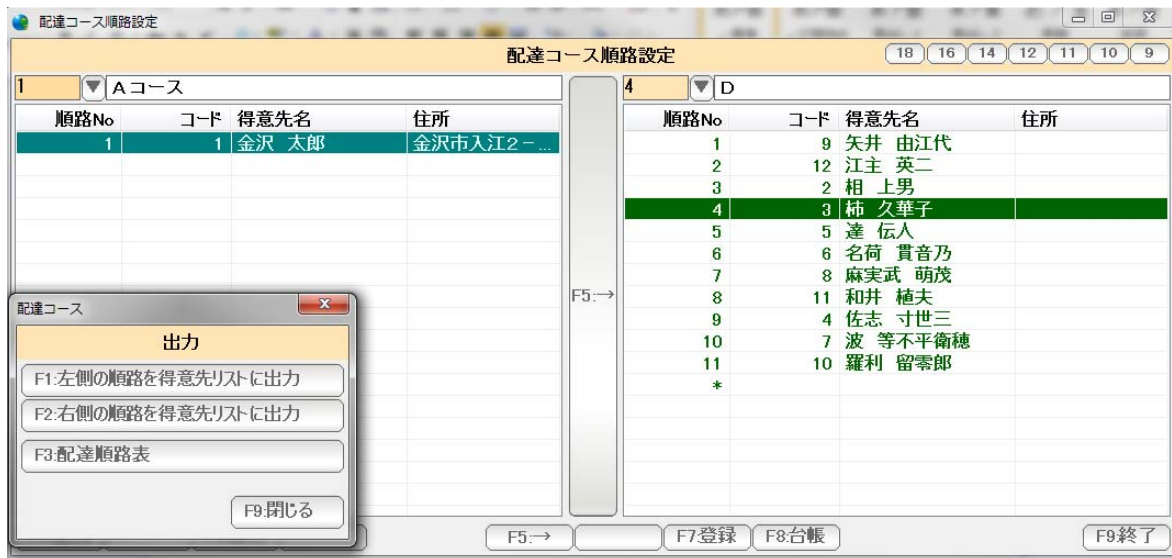 配達コース順路設定
配達コース順路設定 18 16 14 12 11 10 9
1 Aコース
順路No コード 得意先名 住所
1 1 金沢 太郎 金沢市入江2-...
F5:→
4 D
順路No コード 得意先名 住所
1 9 矢井 由江代
2 12 江主 英二
3 2 相 上男
4 3 柿 久華子
5 5 達 伝人
6 6 名荷 貫音乃
7 8 麻実武 萌茂
8 11 和井 植夫
9 4 佐志 寸世三
10 7 波 等不平衛穂
11 10 羅利 留零郎
*
配達コース
出力
F1:左側の順路を得意先リストに出力
F2:右側の順路を得意先リストに出力
F3:配達順路表
F9:閉じる
F5:→ F7:登録 F8:台帳 F9:終了